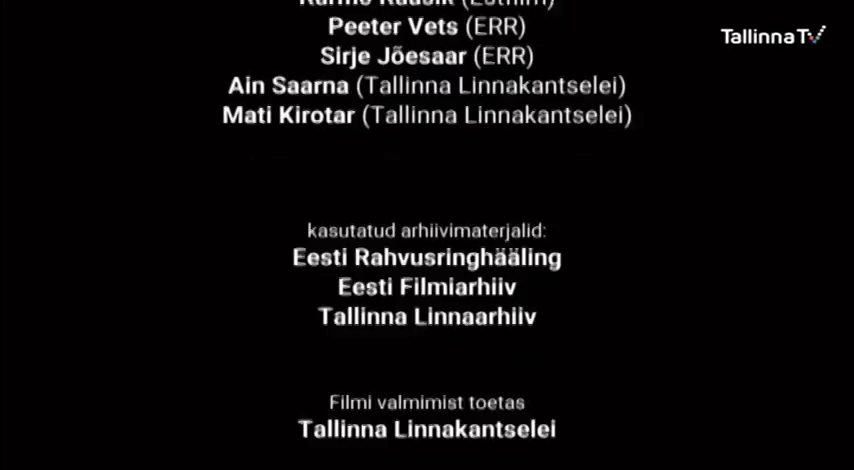 (Estfilm)
Peeter Vets (ERR)
Sirje Jõesaar (ERR)
Ain Saarna (Tallinna Linnakantselei)
Mati Kirotar (Tallinna Linnakantselei)
TallinnaTV
kasutatud arhiivimaterjalid:
Eesti Rahvusringhääling
Eesti Filmiarhiiv
Tallinna Linnaarhiiv
Filmi valmimist toetas
Tallinna Linnakantselei